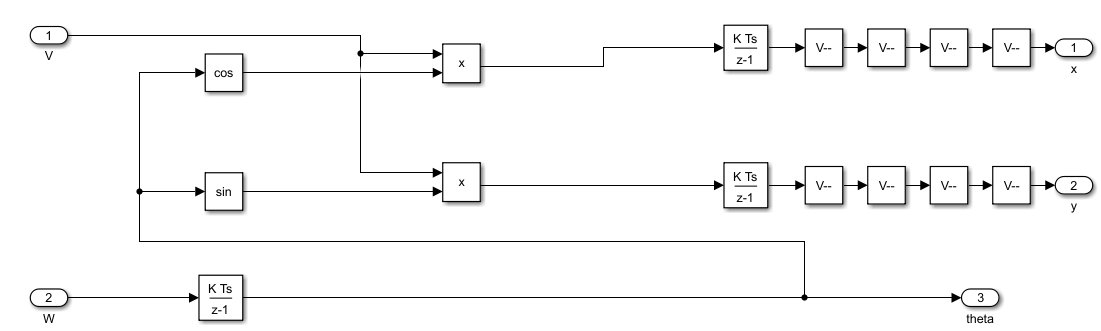 1
V
cos
x
K Ts
z-1
V--
V--
V--
V--
1
x
sin
x
K Ts
z-1
V--
V--
V--
V--
2
y
2
W
K Ts
z-1
3
theta